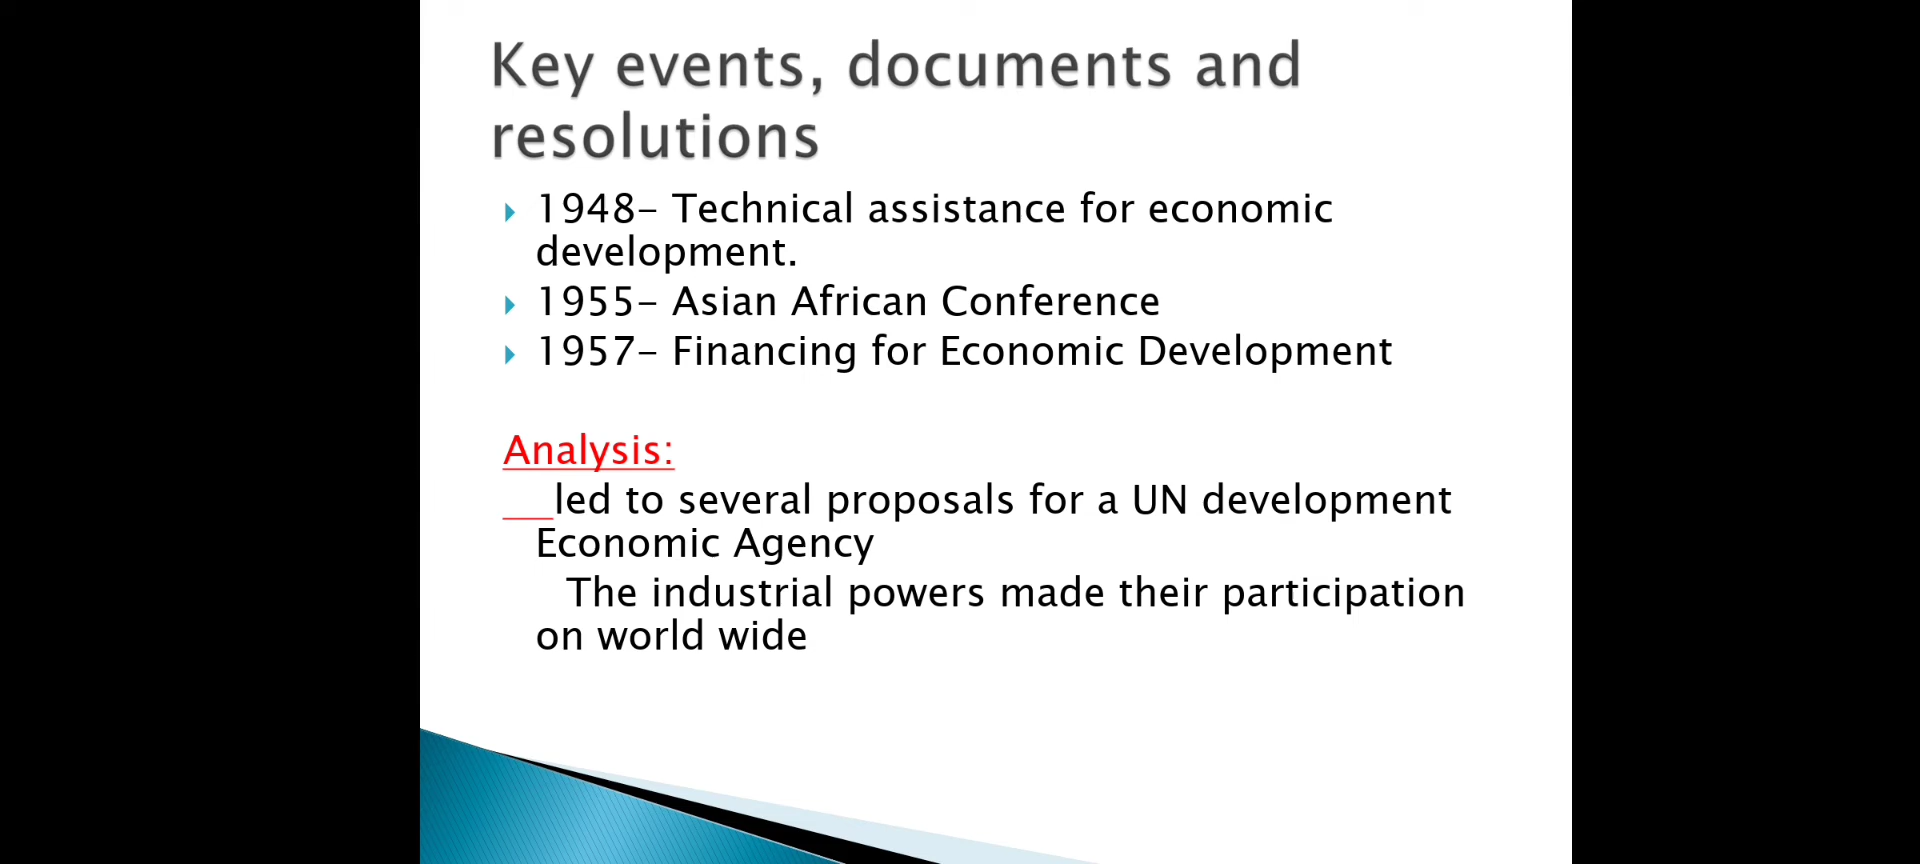 Key events, documents and
resolutions
1948- Technical assistance for economic
development.
1955- Asian African Conference
1957- Financing for Economic Development
Analysis:
led to several proposals for a UN development
Economic Agency
The industrial powers made their participation
on world wide